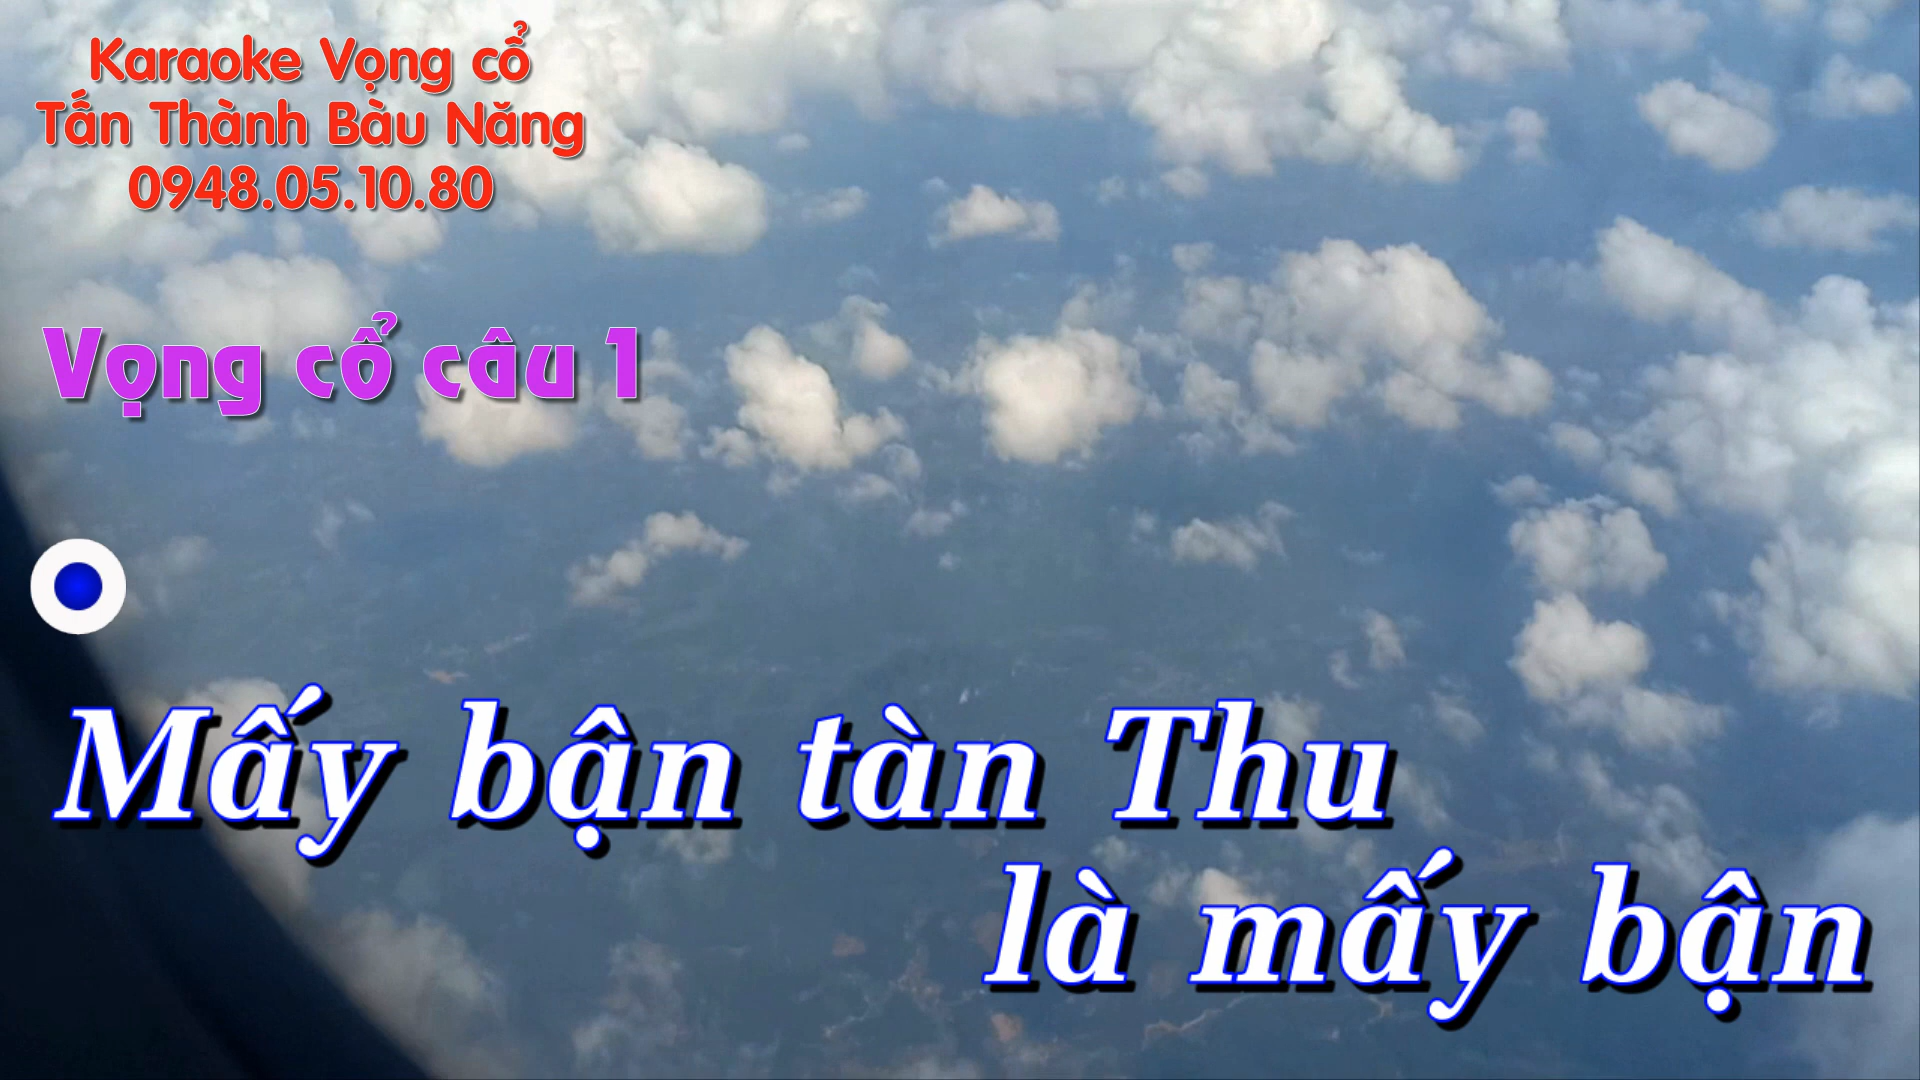 Karaoke Vọng cổ
Tấn Thành Bàu Năng
0948.05.10.80
Vọng cổ câu 1
Mấy bận tàn Thu
là mấy bận